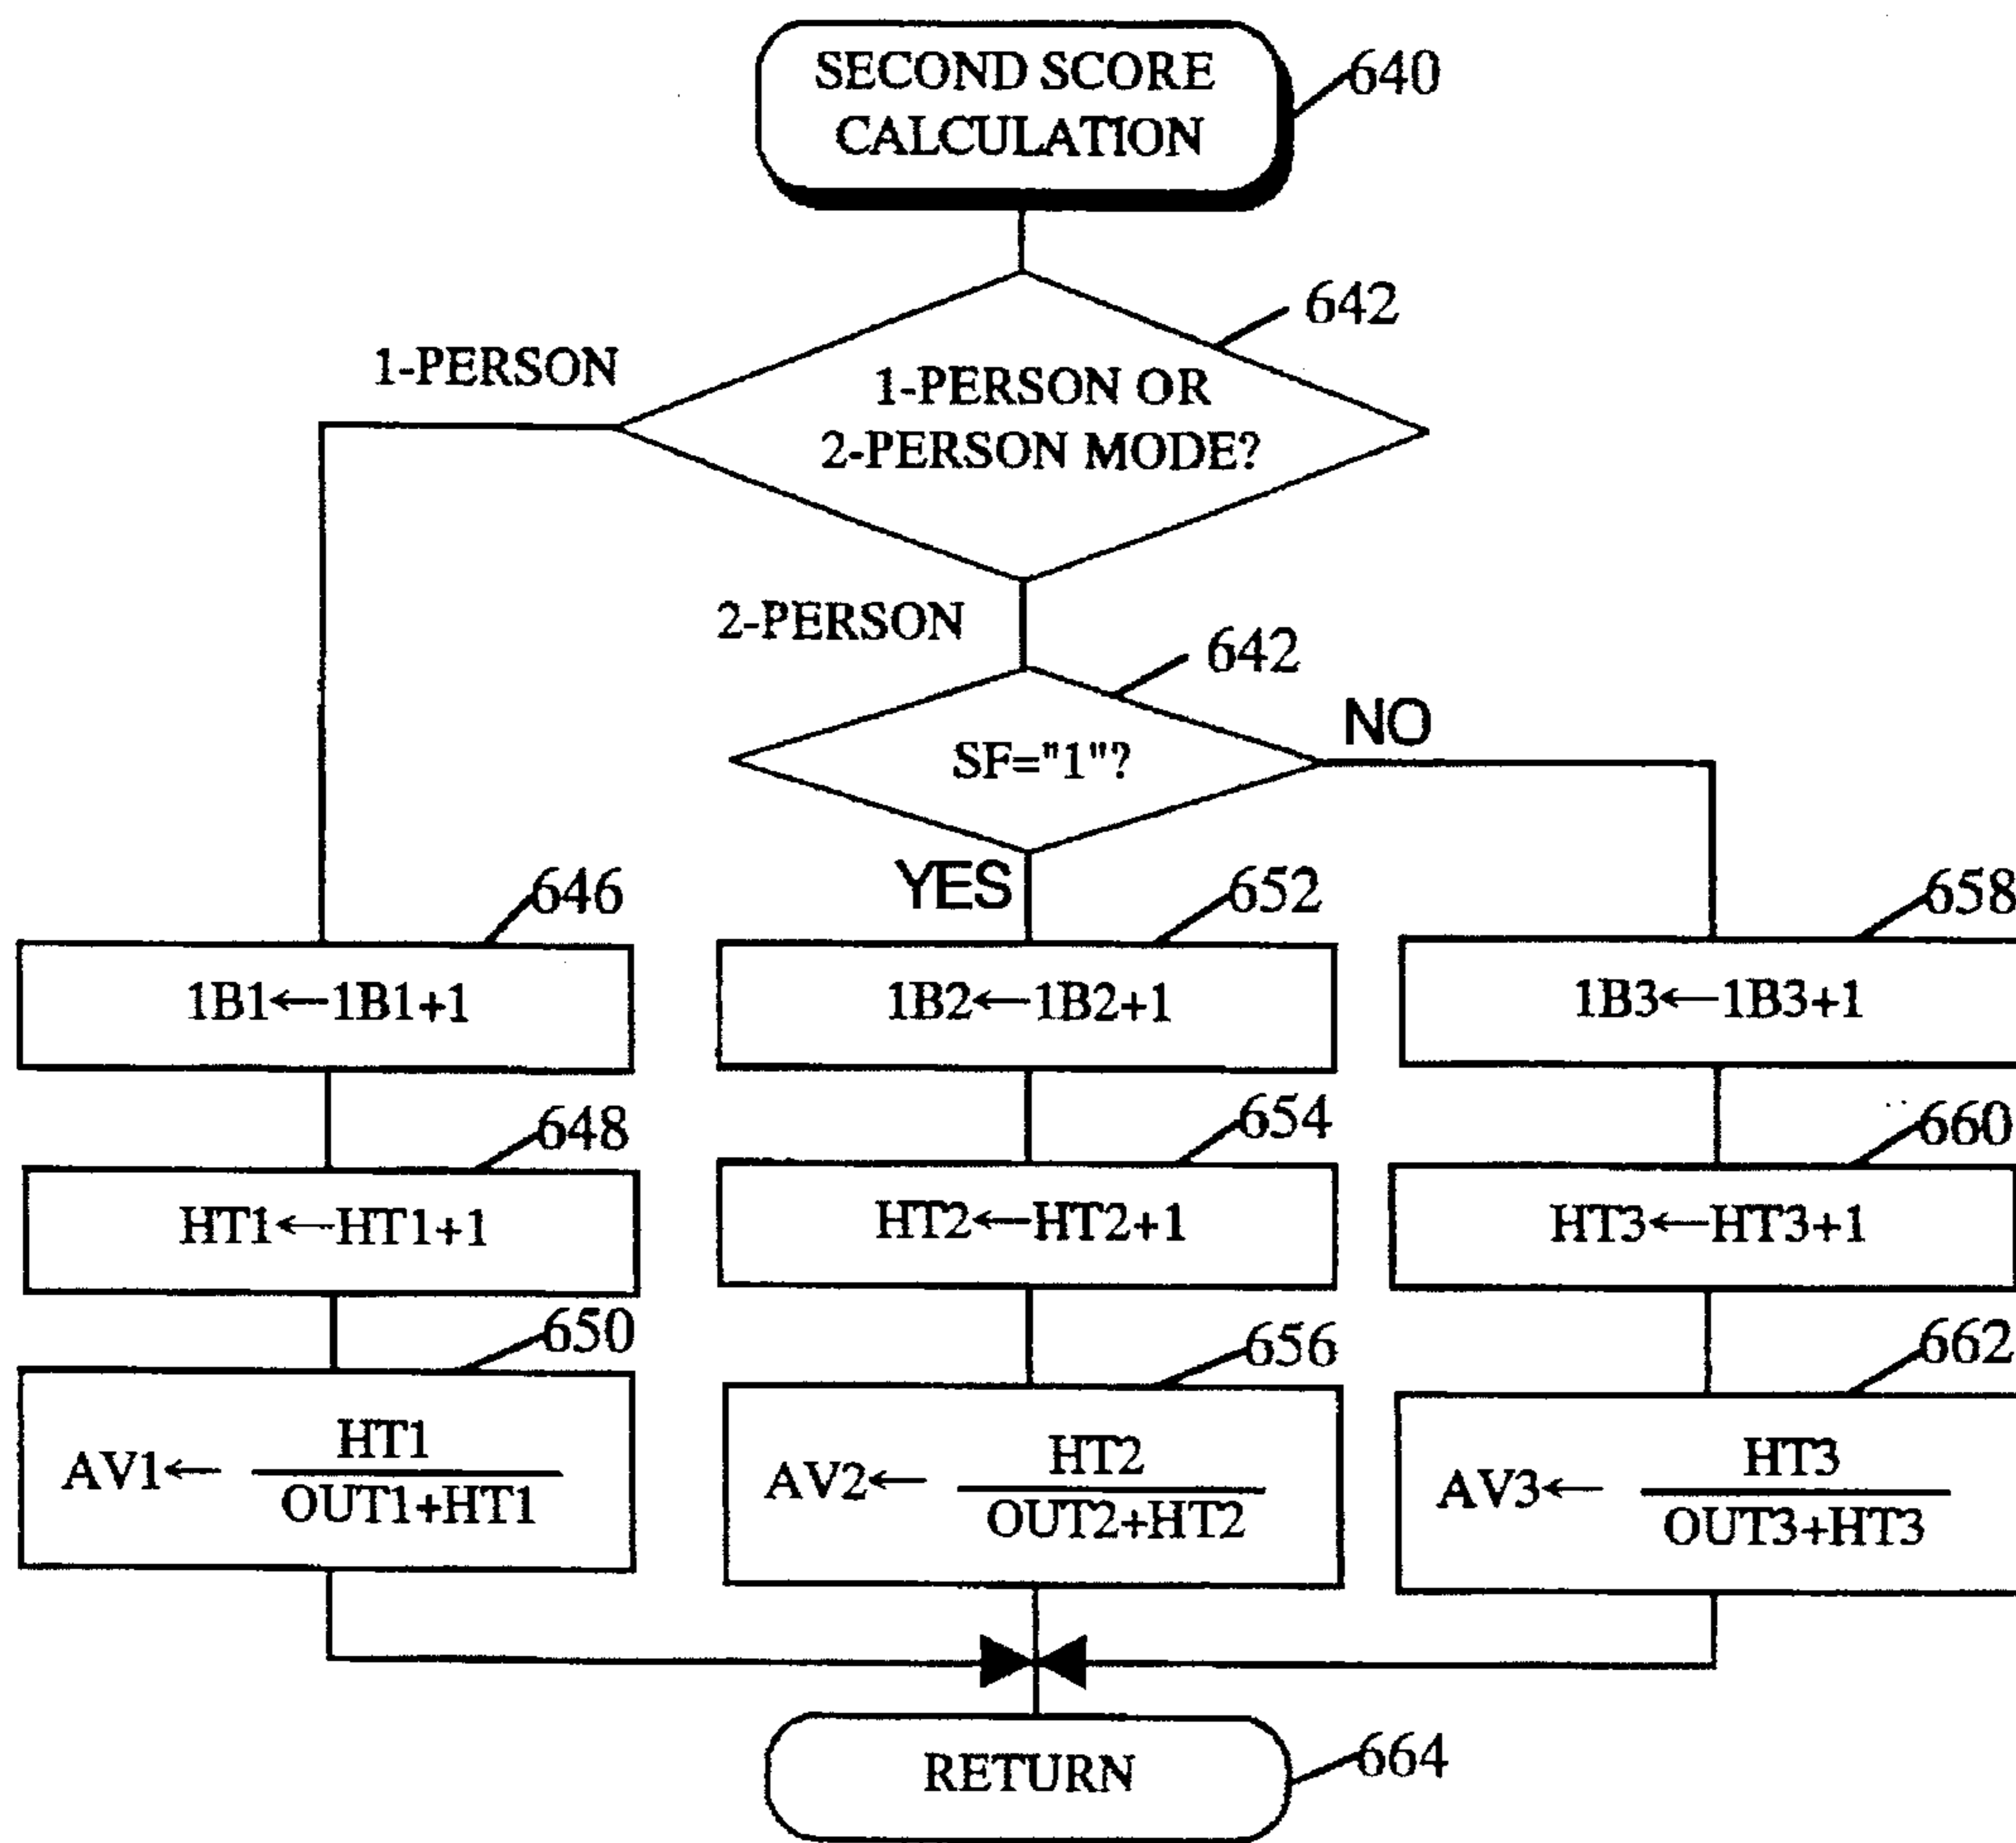 SECOND SCORE
CALCULATION
640
642
1-PERSON
1-PERSON OR
2-PERSON MODE?
2-PERSON
642
SF="1"?
NO
YES
646
652
658
1B1←1B1+1
1B2←1B2+1
1B3←1B3+1
648
654
660
HT1←HT1+1
HT2←HT2+1
HT3←HT3+1
650
656
662
AV1← HT1
OUT1+HT1
AV2← HT2
OUT2+HT2
AV3← HT3
OUT3+HT3
RETURN
664